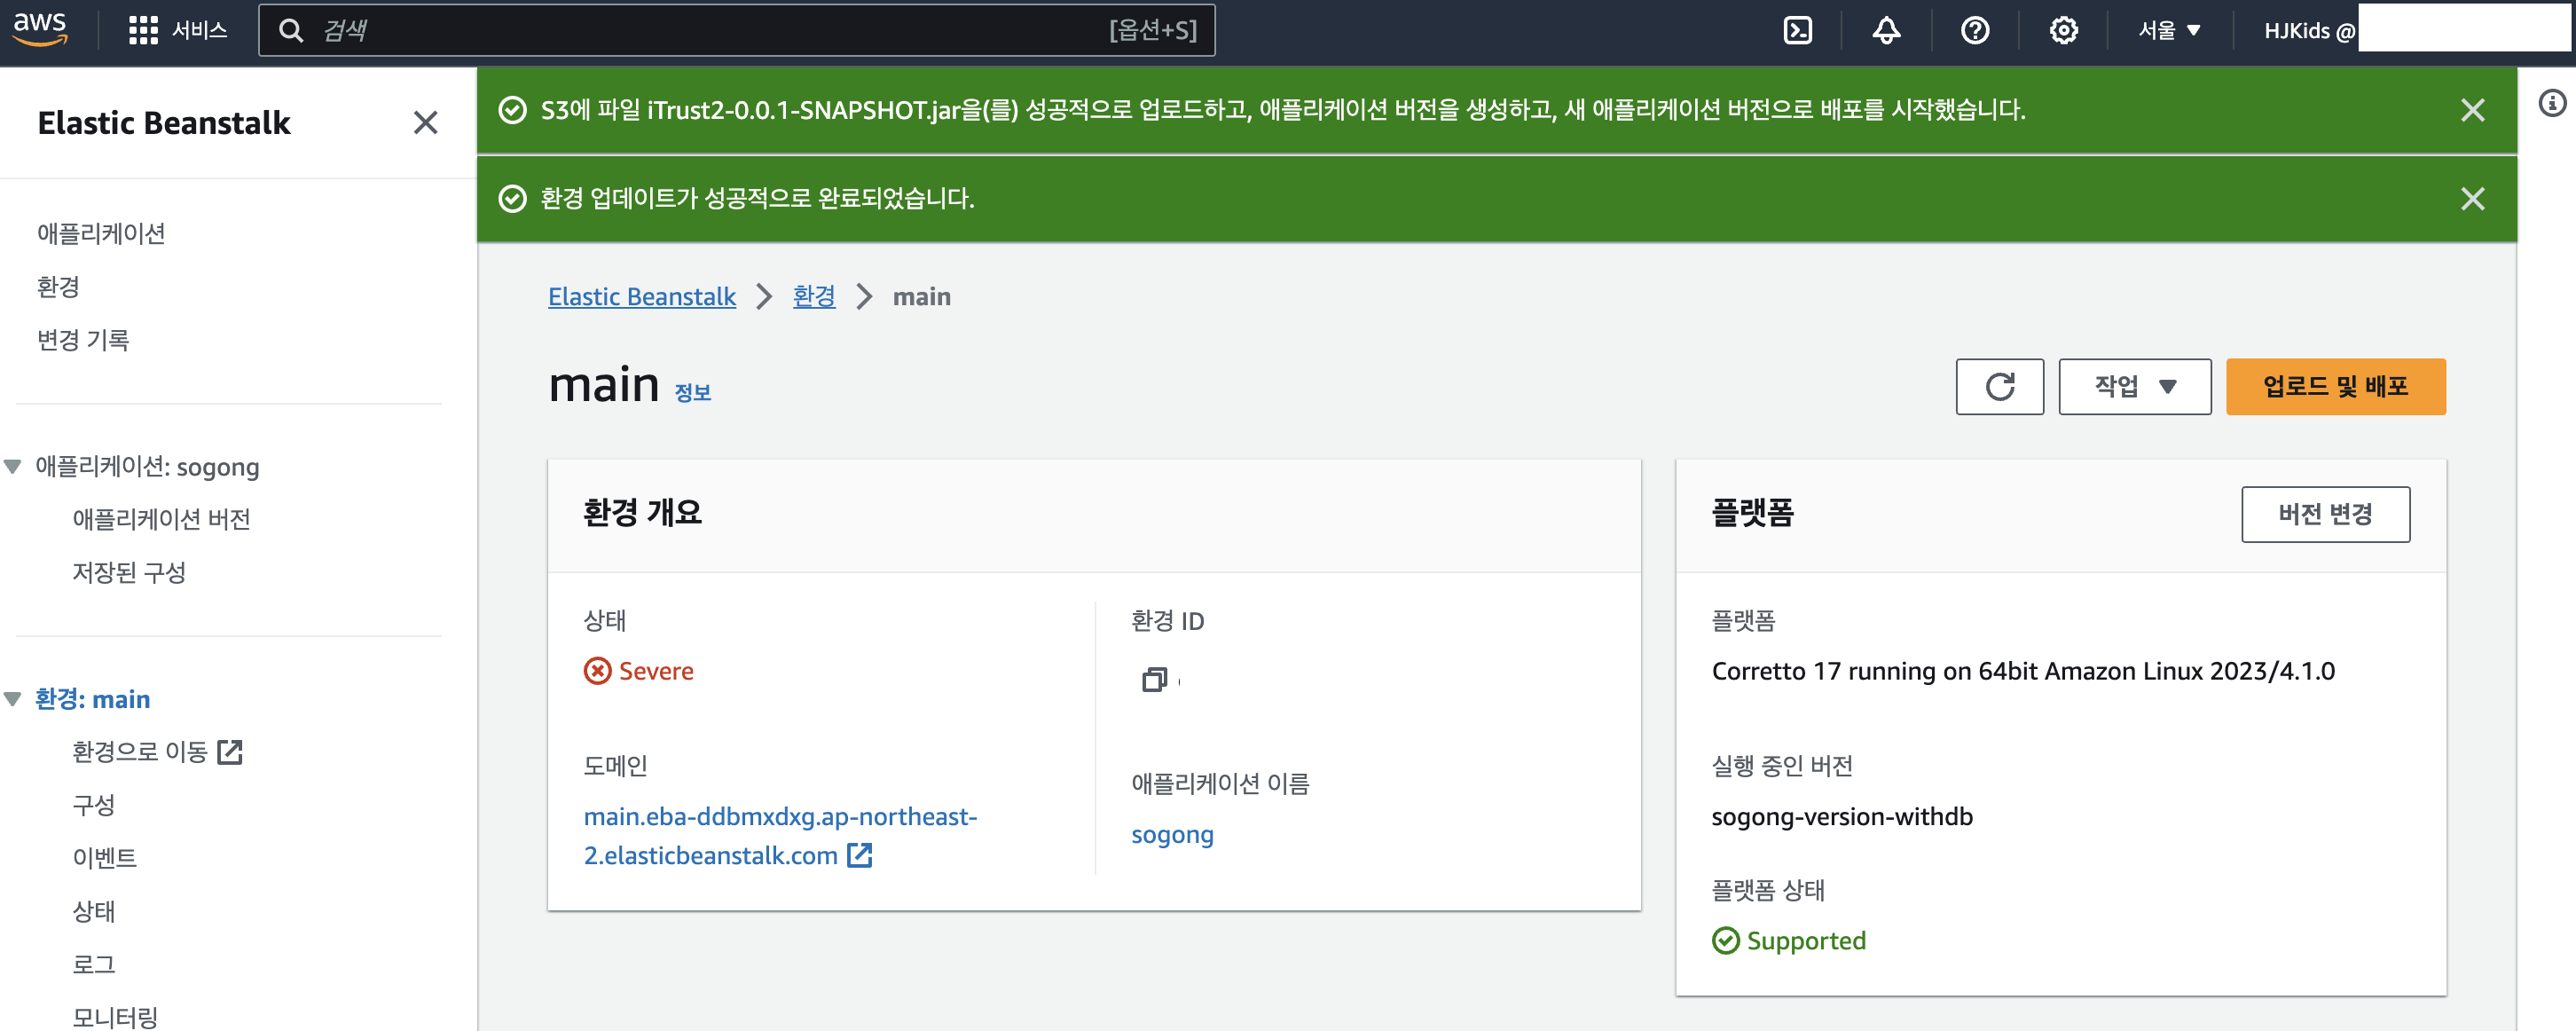 aws
서비스
검색
[옵션+S]
서울
HJKids @
Elastic Beanstalk
애플리케이션
환경
변경 기록
애플리케이션: sogong
애플리케이션 버전
저장된 구성
환경: main
환경으로 이동
구성
이벤트
상태
로그
모니터링
S3에 파일 iTrust2-0.0.1-SNAPSHOT.jar을(를) 성공적으로 업로드하고, 애플리케이션 버전을 생성하고, 새 애플리케이션 버전으로 배포를 시작했습니다.
환경 업데이트가 성공적으로 완료되었습니다.
Elastic Beanstalk
환경
main
main 정보
작업
업로드 및 배포
환경 개요
상태
Severe
도메인
main.eba-ddbmxdxg.ap-northeast-
2.elasticbeanstalk.com
환경 ID
애플리케이션 이름
sogong
플랫폼
버전 변경
플랫폼
Corretto 17 running on 64bit Amazon Linux 2023/4.1.0
실행 중인 버전
sogong-version-withdb
플랫폼 상태
Supported